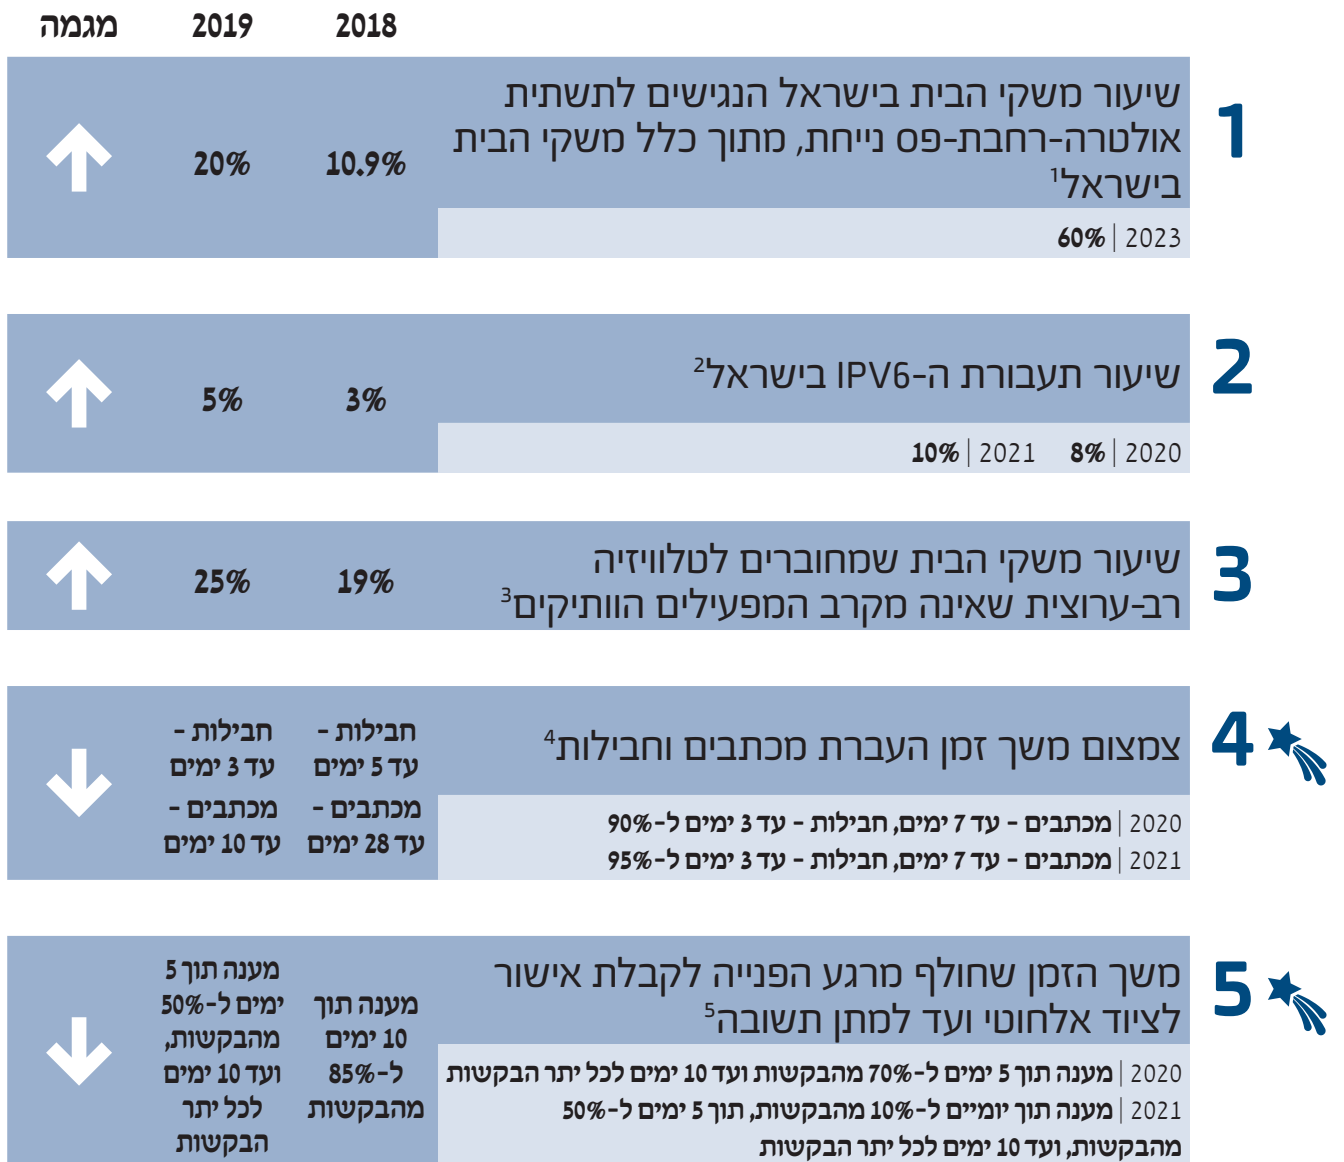 2018 2019 מגמה
1
שיעור משקי הבית בישראל הנגישים לתשתית
אולטרה-רחבת-פס נייחת, מתוך כלל משקי הבית
בישראל¹
2023 | 60%
10.9%
20%
2
שיעור תעבורת ה-IPV6 בישראל²
2020 | 8% 2021 | 10%
3%
5%
3
שיעור משקי הבית שמחוברים לטלוויזיה
רב-ערוצית שאינה מקרב המפעילים הוותיקים³
19%
25%
4
צמצום משך זמן העברת מכתבים וחבילות⁴
2020 | מכתבים - עד 7 ימים, חבילות - עד 3 ימים ל-90%
2021 | מכתבים - עד 7 ימים, חבילות - עד 3 ימים ל-95%
חבילות -
עד 5 ימים
מכתבים -
עד 28 ימים
חבילות -
עד 3 ימים
מכתבים -
עד 10 ימים
5
משך הזמן שחולף מרגע הפנייה לקבלת אישור
לציוד אלחוטי ועד למתן תשובה⁵
2020 | מענה תוך 5 ימים ל-70% מהבקשות ועד 10 ימים לכל יתר הבקשות
2021 | מענה תוך יומיים ל-10% מהבקשות, תוך 5 ימים ל-50%
מהבקשות, ועד 10 ימים לכל יתר הבקשות
מענה תוך
10 ימים
ל-85%
מהבקשות
מענה תוך 5
ימים ל-50%
מהבקשות,
ועד 10 ימים
לכל יתר
הבקשות